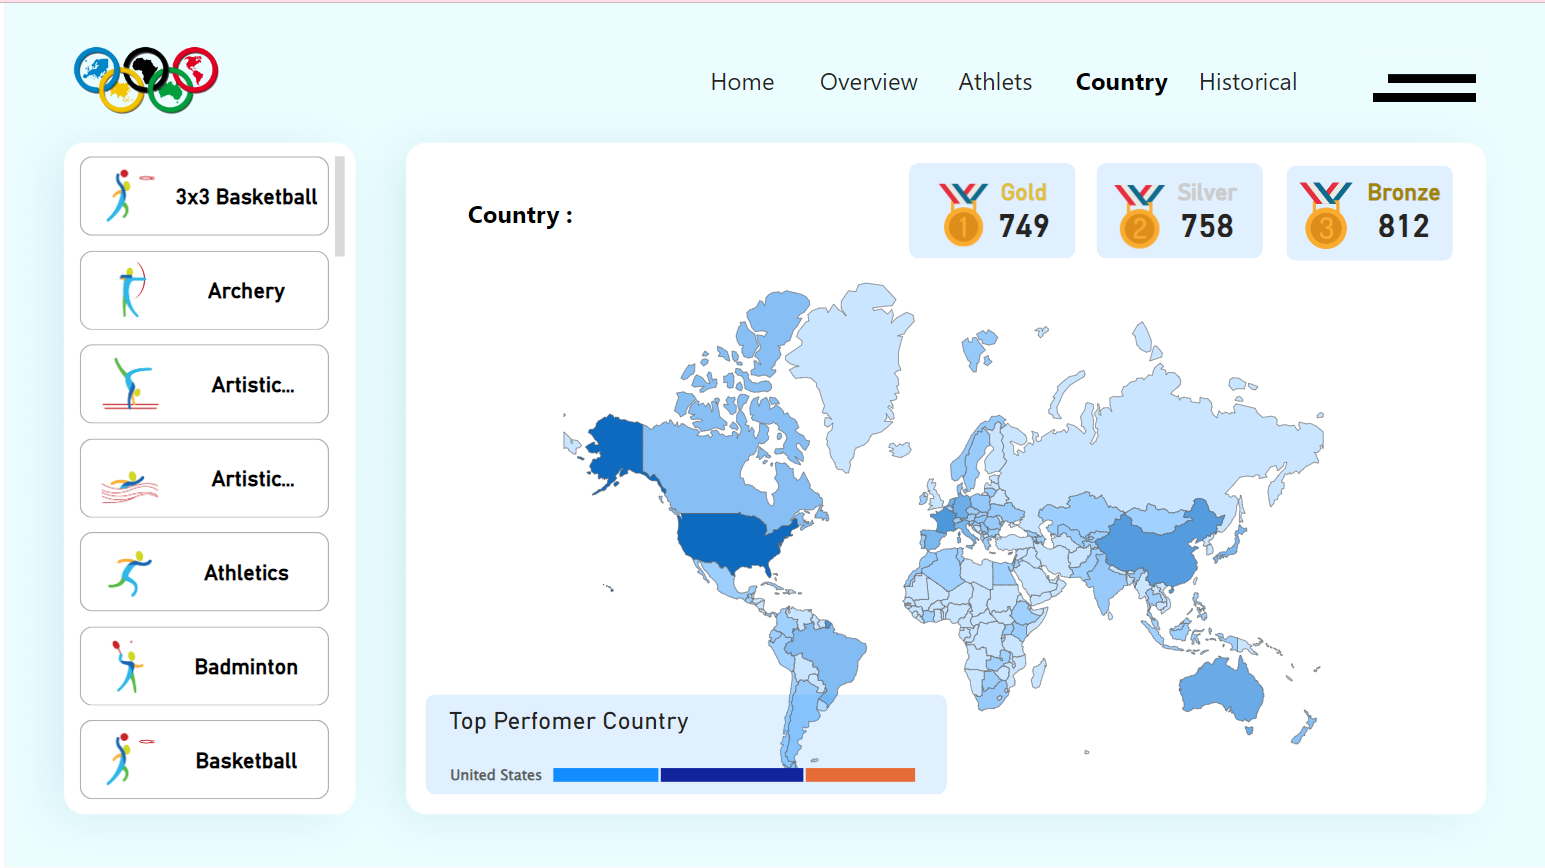 Home Overview Athlets Country Historical
3x3 Basketball
Archery
Artistic...
Artistic...
Athletics
Badminton
Basketball
Country :
1 Gold
749
2 Silver
758
3 Bronze
812
Top Perfomer Country
United States